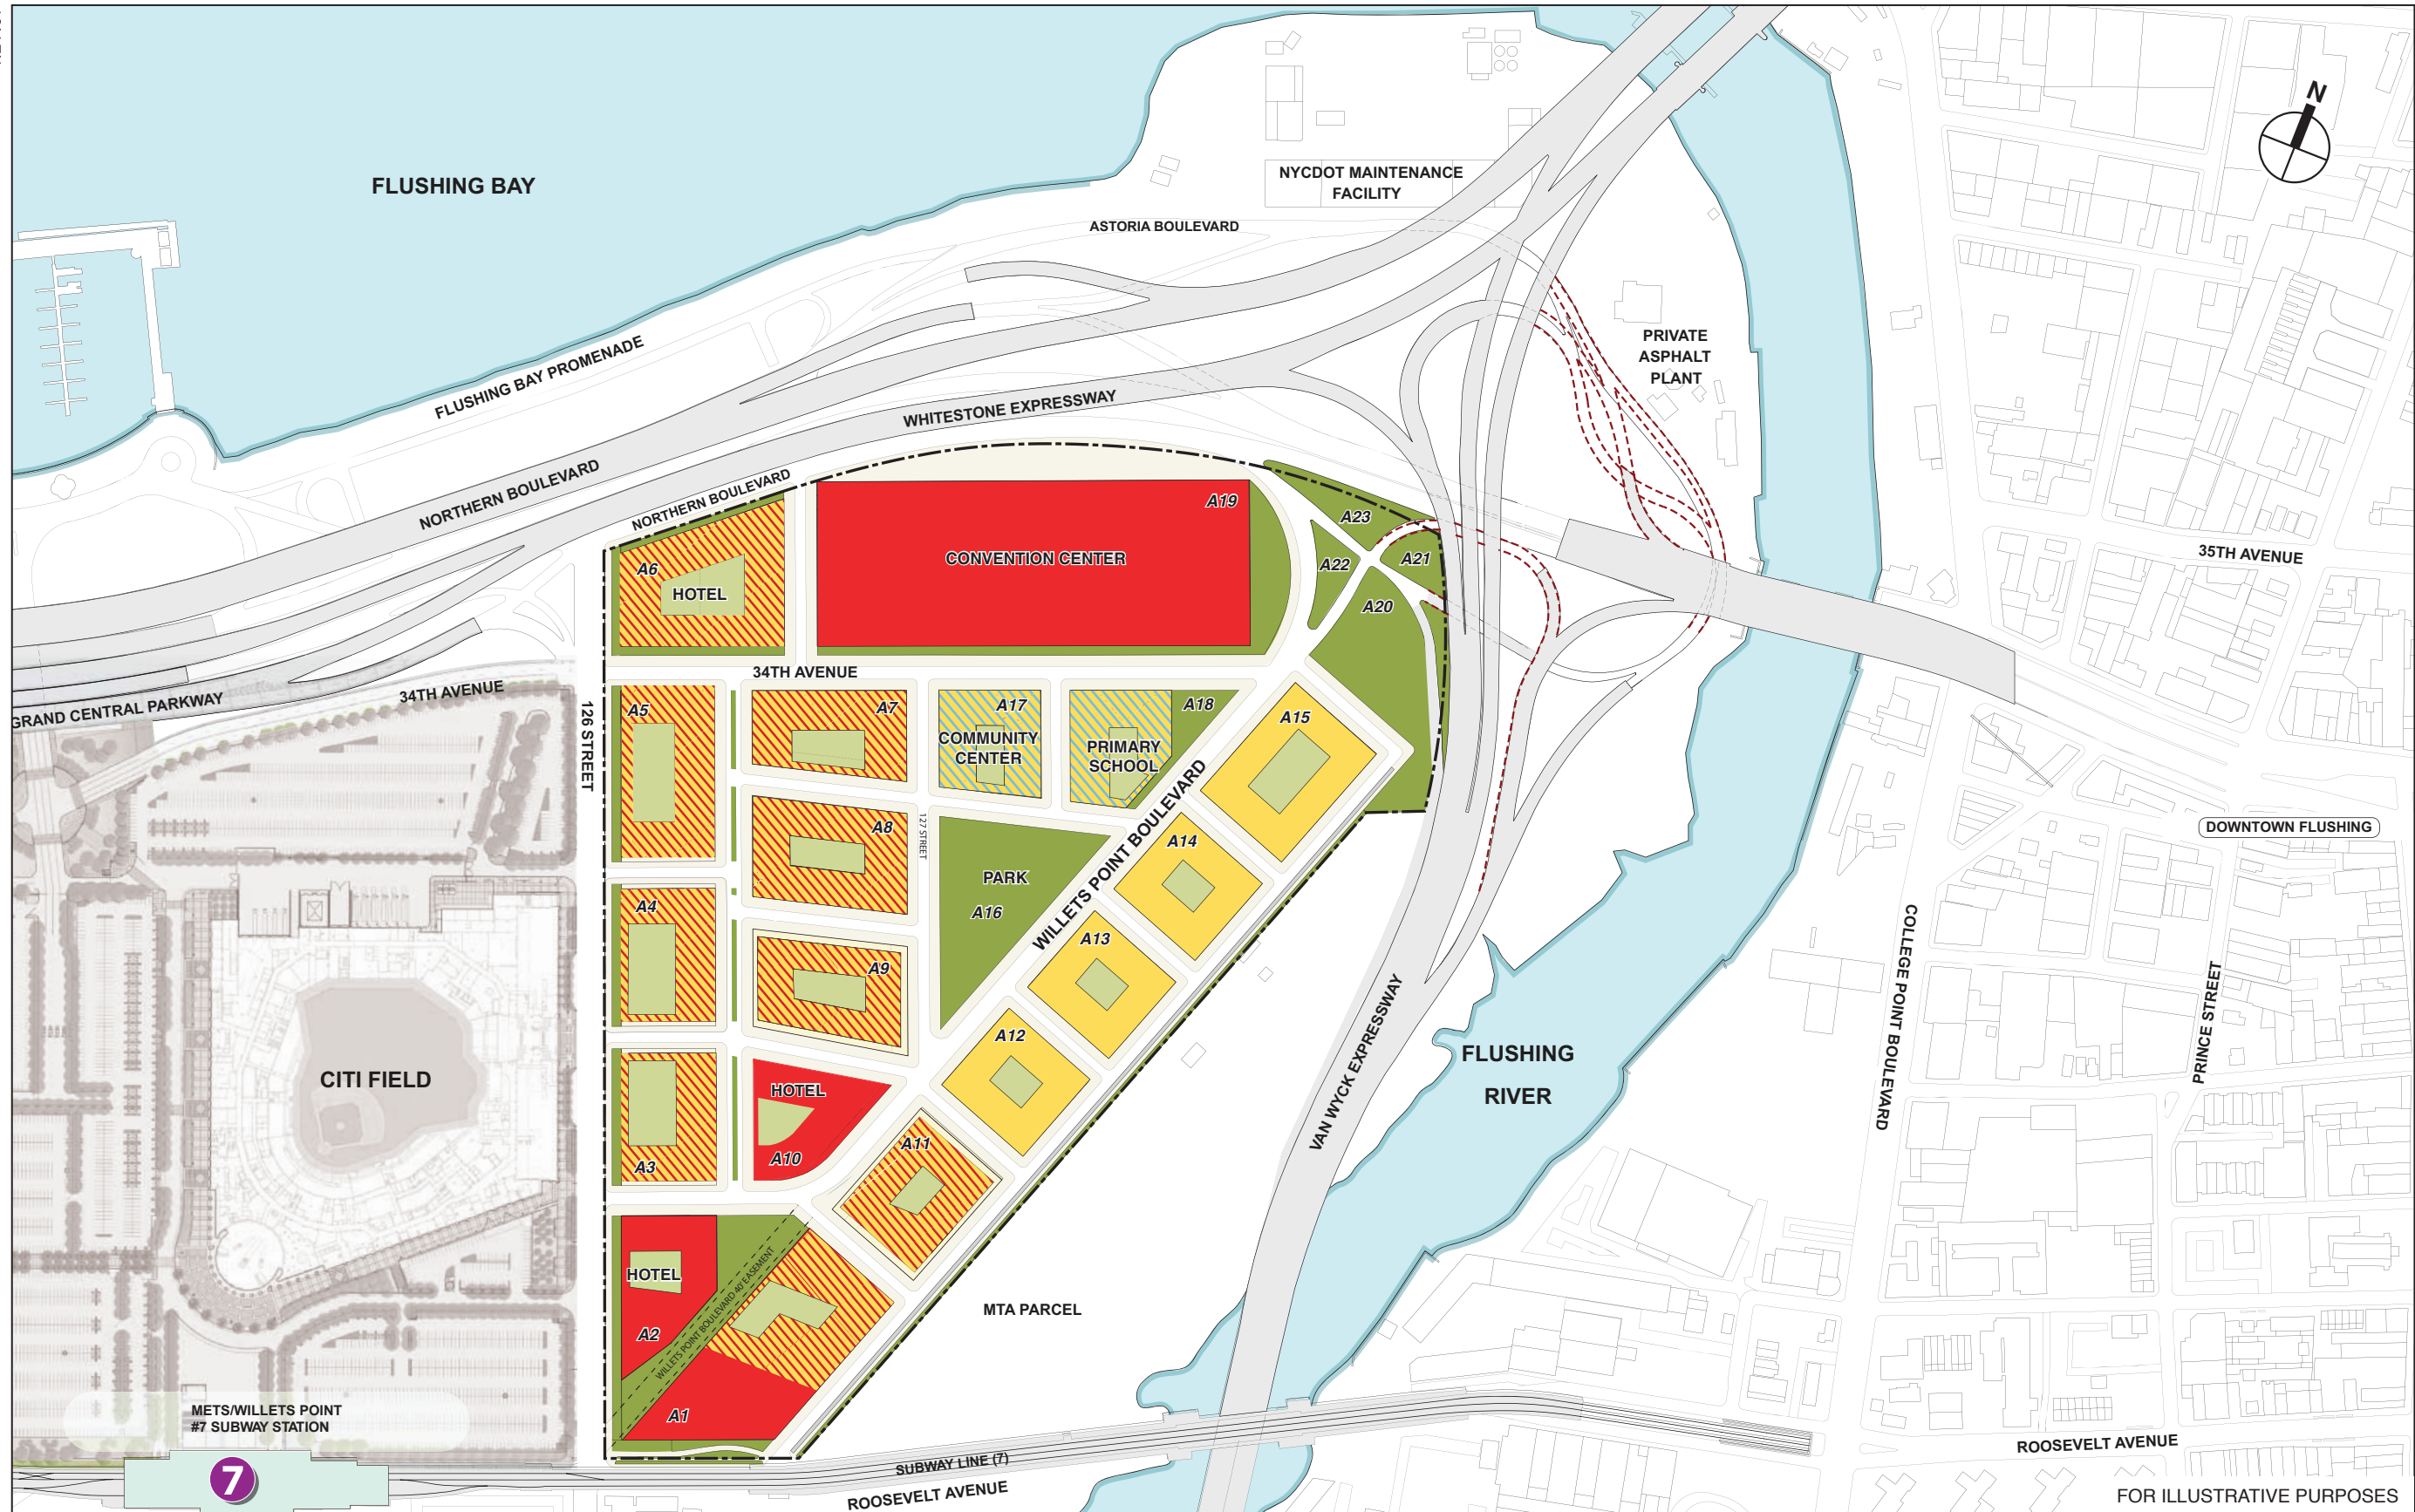 N
FLUSHING BAY
NYCDOT MAINTENANCE
FACILITY
ASTORIA BOULEVARD
PRIVATE
ASPHALT
PLANT
FLUSHING BAY PROMENADE
WHITESTONE EXPRESSWAY
NORTHERN BOULEVARD
NORTHERN BOULEVARD
A19
CONVENTION CENTER
A23
A22
A21
A20
A6
HOTEL
35TH AVENUE
34TH AVENUE
34TH AVENUE
GRAND CENTRAL PARKWAY
126 STREET
A5
A7
A17
COMMUNITY
CENTER
A18
PRIMARY
SCHOOL
A15
A8
127 STREET
A14
WILLETS POINT BOULEVARD
DOWNTOWN FLUSHING
PARK
A16
A4
A9
A13
A12
COLLEGE POINT BOULEVARD
PRINCE STREET
VAN WYCK EXPRESSWAY
FLUSHING
RIVER
CITI FIELD
HOTEL
A10
A3
A11
HOTEL
A2
WILLETS POINT BOULEVARD 40' EASEMENT
A1
MTA PARCEL
METS/WILLETS POINT
#7 SUBWAY STATION
7
SUBWAY LINE (7)
ROOSEVELT AVENUE
ROOSEVELT AVENUE
FOR ILLUSTRATIVE PURPOSES